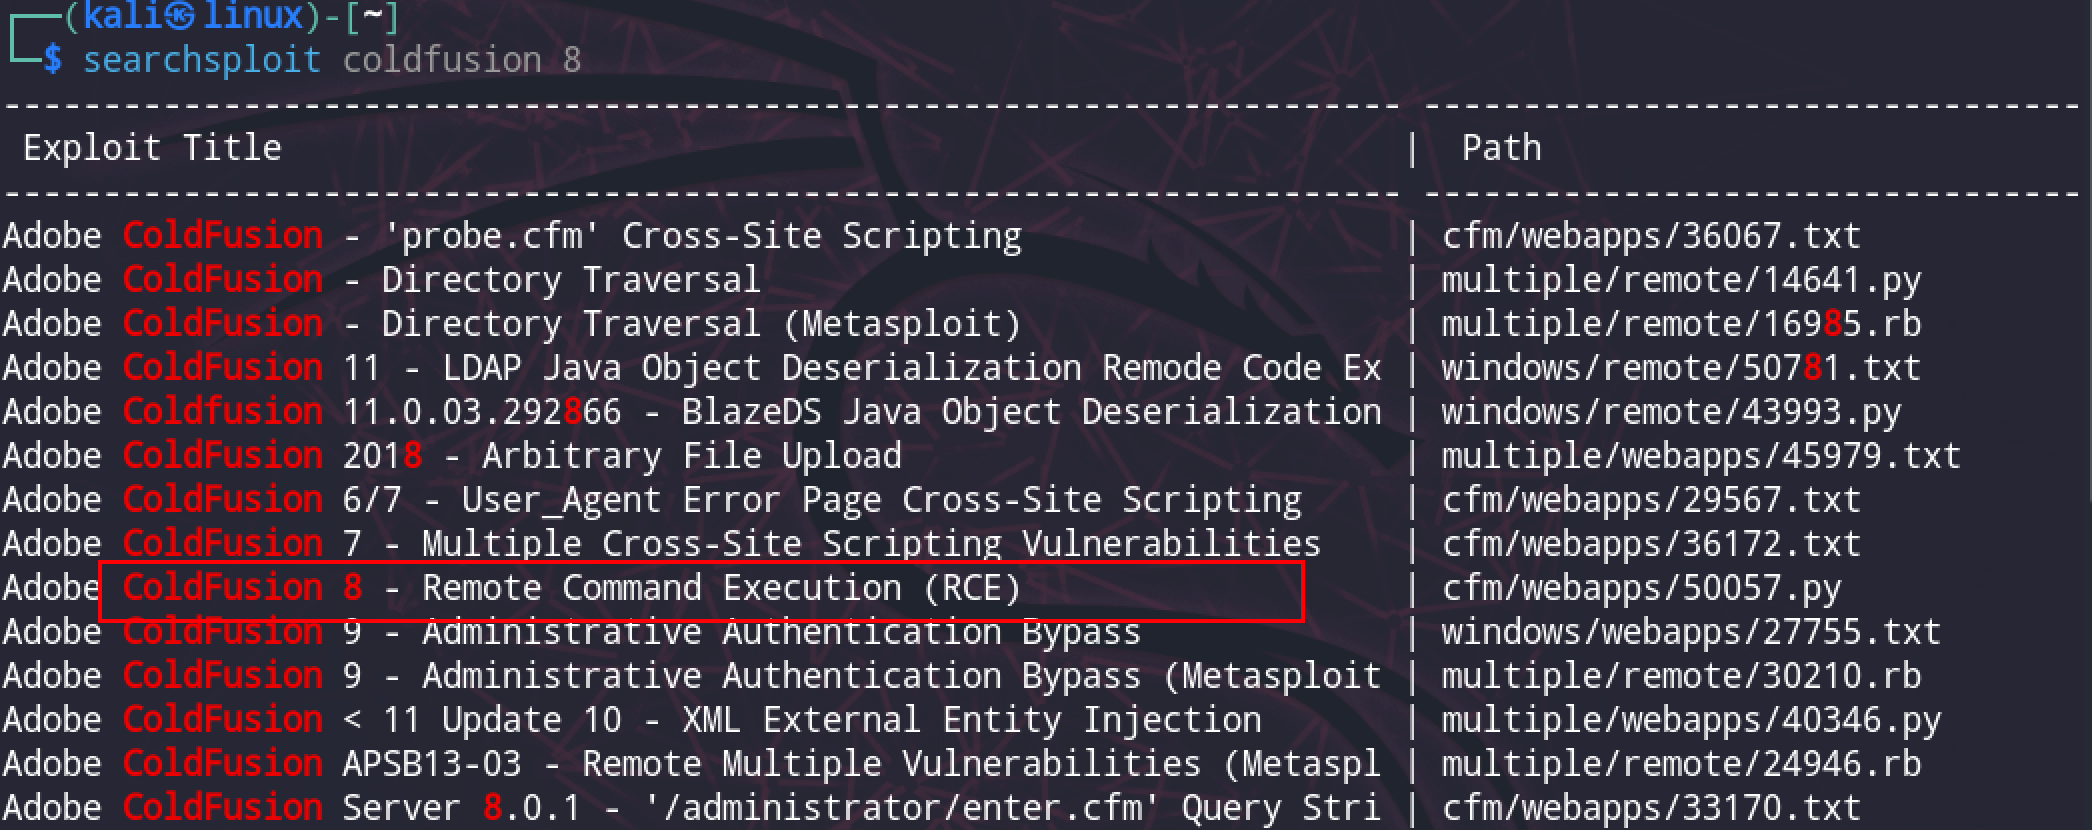 (kali㉿linux)-[~]
$ searchsploit coldfusion 8
Exploit Title | Path
Adobe ColdFusion - 'probe.cfm' Cross-Site Scripting | cfm/webapps/36067.txt
Adobe ColdFusion - Directory Traversal | multiple/remote/14641.py
Adobe ColdFusion - Directory Traversal (Metasploit) | multiple/remote/16985.rb
Adobe ColdFusion 11 - LDAP Java Object Deserialization Remode Code Ex | windows/remote/50781.txt
Adobe Coldfusion 11.0.03.292866 - BlazeDS Java Object Deserialization | windows/remote/43993.py
Adobe ColdFusion 2018 - Arbitrary File Upload | multiple/webapps/45979.txt
Adobe ColdFusion 6/7 - User_Agent Error Page Cross-Site Scripting | cfm/webapps/29567.txt
Adobe ColdFusion 7 - Multiple Cross-Site Scripting Vulnerabilities | cfm/webapps/36172.txt
Adobe ColdFusion 8 - Remote Command Execution (RCE) | cfm/webapps/50057.py
Adobe ColdFusion 9 - Administrative Authentication Bypass | windows/webapps/27755.txt
Adobe ColdFusion 9 - Administrative Authentication Bypass (Metasploit | multiple/remote/30210.rb
Adobe ColdFusion < 11 Update 10 - XML External Entity Injection | multiple/webapps/40346.py
Adobe ColdFusion APSB13-03 - Remote Multiple Vulnerabilities (Metaspl | multiple/remote/24946.rb
Adobe ColdFusion Server 8.0.1 - '/administrator/enter.cfm' Query Stri | cfm/webapps/33170.txt